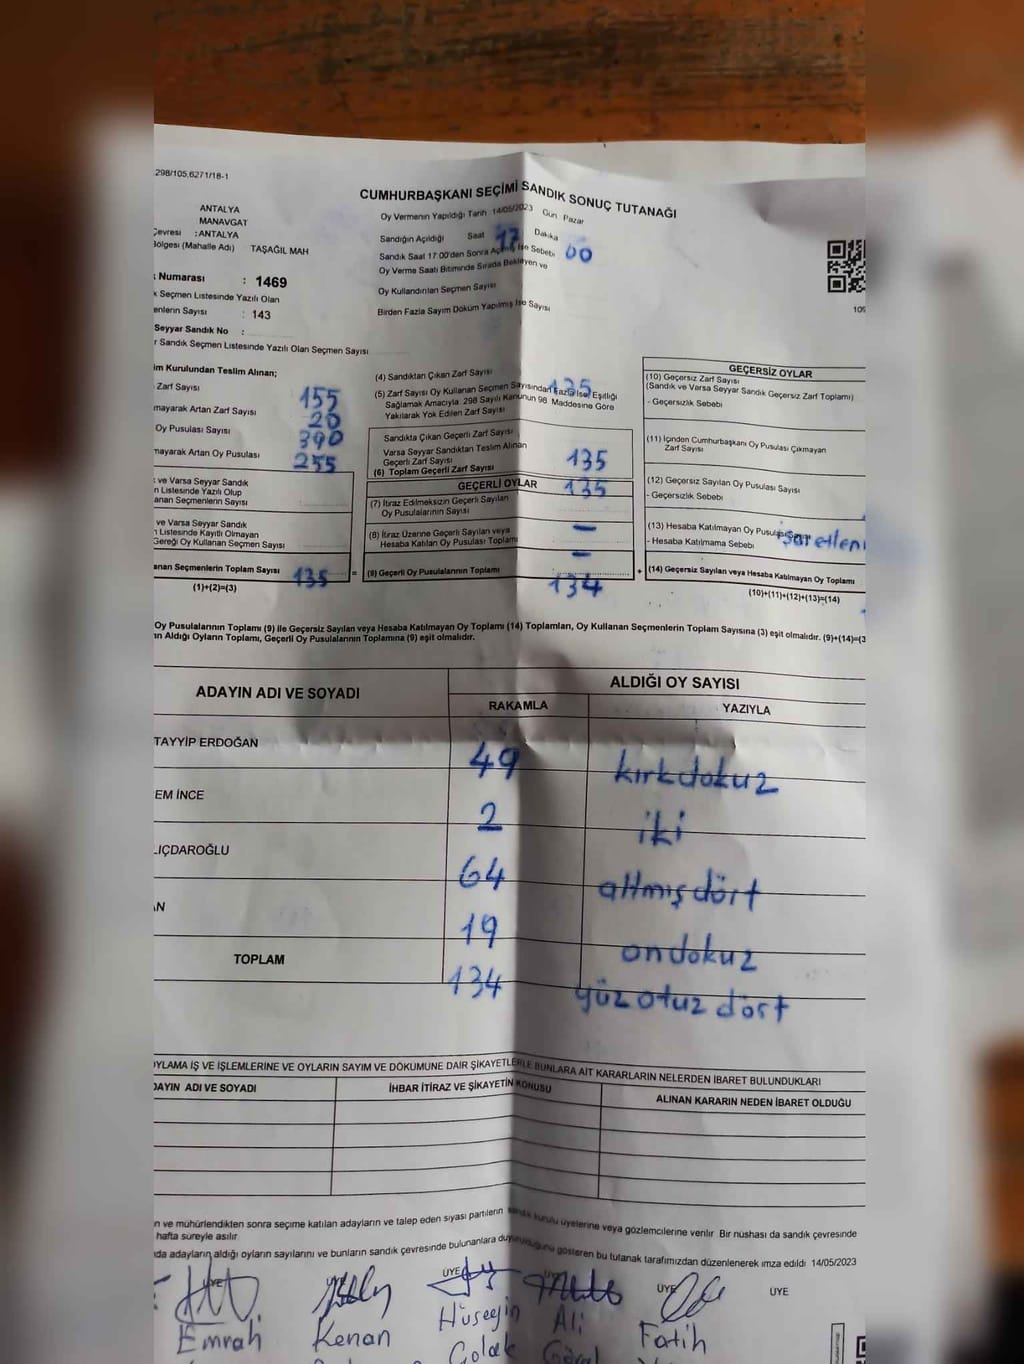 298/105,6271/18-1
CUMHURBAŞKANI SEÇİMİ SANDIK SONUÇ TUTANAĞI
ANTALYA
MANAVGAT
Çevresi : ANTALYA
Bölgesi (Mahalle Adı) TAŞAĞIL MAH
Numarası : 1469
Seçmen Listesinde Yazılı Olan
Sayısı : 143
Seyyar Sandık No :
Sandık Seçmen Listesinde Yazılı Olan Seçmen Sayısı
Oy Vermenin Yapıldığı Tarih 14/05/2023 Gün Pazar
Sandığın Açıldığı Saat 17 Dakika 00
Sandık Saat 17:00'den Sonra Açılmış İse Sebebi
Oy Verme Saati Bitiminde Sırada Bekleyen ve
Oy Kullandırılan Seçmen Sayısı
Birden Fazla Sayım Döküm Yapılmış İse Sayısı
Kurulundan Teslim Alınan;
Zarf Sayısı 155
Artan Zarf Sayısı 20
Oy Pusulası Sayısı 390
Artan Oy Pusulası 255
ve Varsa Seyyar Sandık
Listesinde Yazılı Olup
Seçmenlerin Sayısı
ve Varsa Seyyar Sandık
Listesinde Kayıtlı Olmayan
Gereği Oy Kullanan Seçmen Sayısı
Seçmenlerin Toplam Sayısı 135 =
(1)+(2)=(3)
(4) Sandıktan Çıkan Zarf Sayısı 135
(5) Zarf Sayısı Oy Kullanan Seçmen Sayısından Fazla İse, Eşitliği
Sağlamak Amacıyla, 298 Sayılı Kanunun 98. Maddesine Göre
Yakılarak Yok Edilen Zarf Sayısı
Sandıkta Çıkan Geçerli Zarf Sayısı
Varsa Seyyar Sandıktan Teslim Alınan
Geçerli Zarf Sayısı
(6) Toplam Geçerli Zarf Sayısı 135
GEÇERLİ OYLAR 135
(7) İtiraz Edilmeksizin Geçerli Sayılan
Oy Pusulalarının Sayısı
(8) İtiraz Üzerine Geçerli Sayılan veya –
Hesaba Katılan Oy Pusulası Toplamı –
(9) Geçerli Oy Pusulalarının Toplamı 134 +
GEÇERSİZ OYLAR
(10) Geçersiz Zarf Sayısı
(Sandık ve Varsa Seyyar Sandık Geçersiz Zarf Toplamı)
- Geçersizlik Sebebi
(11) İçinden Cumhurbaşkanı Oy Pusulası Çıkmayan
Zarf Sayısı
(12) Geçersiz Sayılan Oy Pusulası Sayısı
- Geçersizlik Sebebi
(13) Hesaba Katılmayan Oy
- Hesaba Katılmama Sebebi
(14) Geçersiz Sayılan veya Hesaba Katılmayan Oy Toplamı
(10)+(11)+(12)+(13)=(14)
Oy Pusulalarının Toplamı (9) ile Geçersiz Sayılan veya Hesaba Katılmayan Oy Toplamı (14) Toplamları, Oy Kullanan Seçmenlerin Toplam Sayısına (3) eşit olmalıdır. (9)+(14)=(3
Aldığı Oyların Toplamı, Geçerli Oy Pusulalarının Toplamına (9) eşit olmalıdır.
ADAYIN ADI VE SOYADI ALDIĞI OY SAYISI
RAKAMLA YAZIYLA
TAYYİP ERDOĞAN 49 kırkdokuz
EM İNCE 2 iki
LIÇDAROĞLU 64 altmış dört
AN 19 ondokuz
TOPLAM 134 yüz otuz dört
OYLAMA İŞ VE İŞLEMLERİNE VE OYLARIN SAYIM VE DÖKÜMÜNE DAİR ŞİKAYETLERLE BUNLARA AİT KARARLARIN NELERDEN İBARET BULUNDUKLARI
ADI VE SOYADI İHBAR İTİRAZ VE ŞİKAYETİN KONUSU ALINAN KARARIN NEDEN İBARET OLDUĞU
ve mühürlendikten sonra seçime katılan adayların ve talep eden siyasi partilerin sandık kurulu üyelerine veya gözlemcilerine verilir. Bir nüshası da sandık çevresinde
hafta süreyle asılır.
adayların aldığı oyların sayılarını ve bunların sandık çevresinde bulunanlara duyurulduğunu gösteren bu tutanak tarafımızdan düzenlenerek imza edildi 14/05/2023
ÜYE ÜYE ÜYE ÜYE ÜYE
Emrah Kenan Hüseyin Ali Fatih